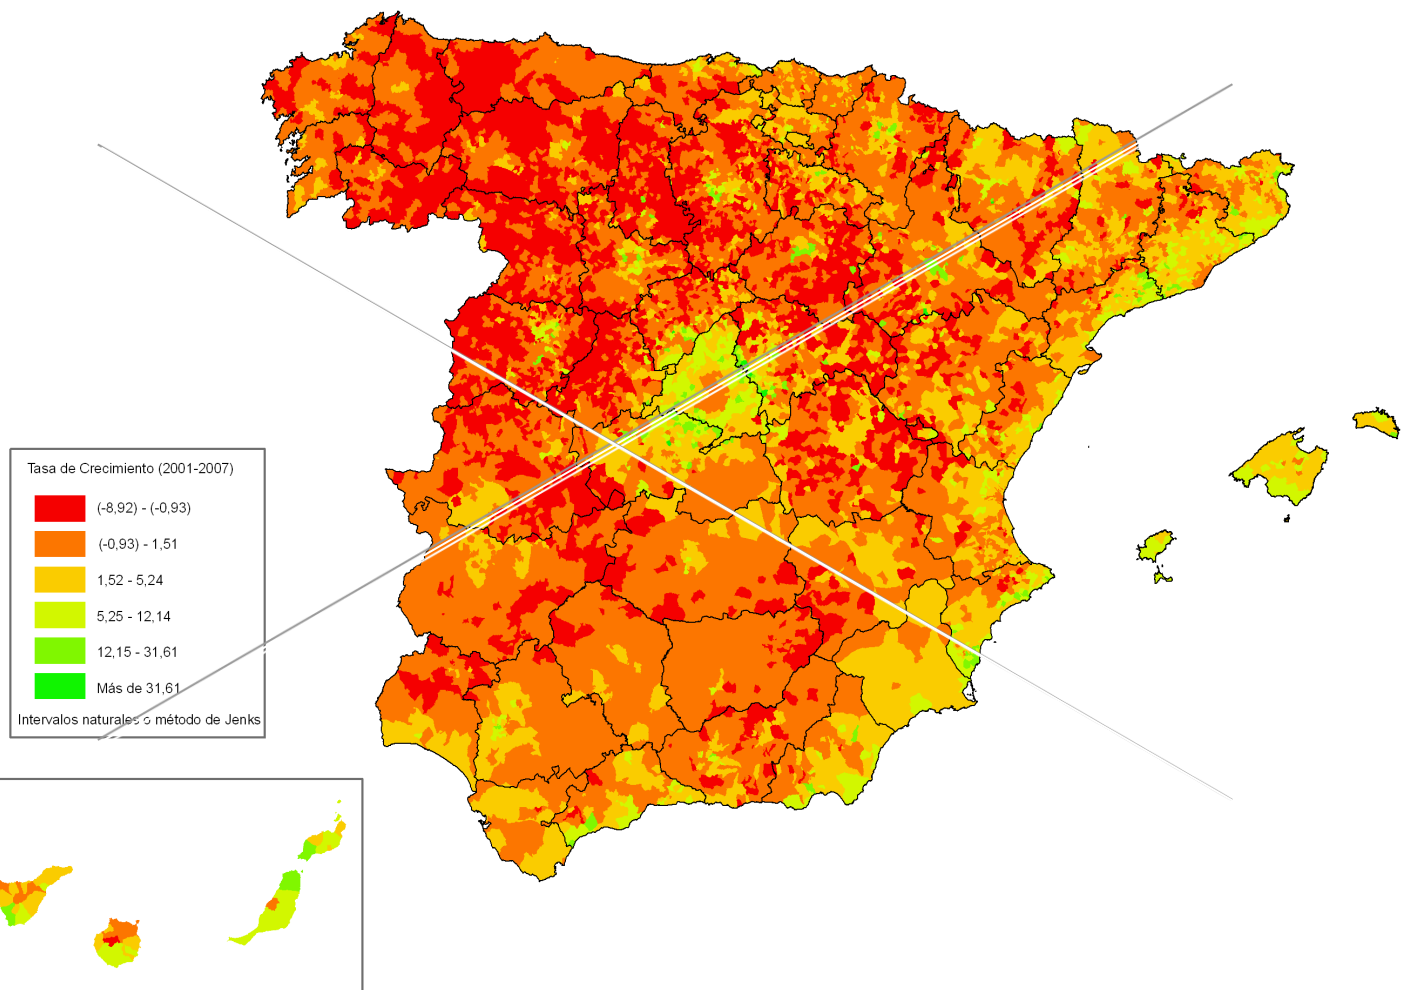 Tasa de Crecimiento (2001-2007)
(-8,92) - (-0,93)
(-0,93) - 1,51
1,52 - 5,24
5,25 - 12,14
12,15 - 31,61
Más de 31,61
Intervalos naturales o método de Jenks